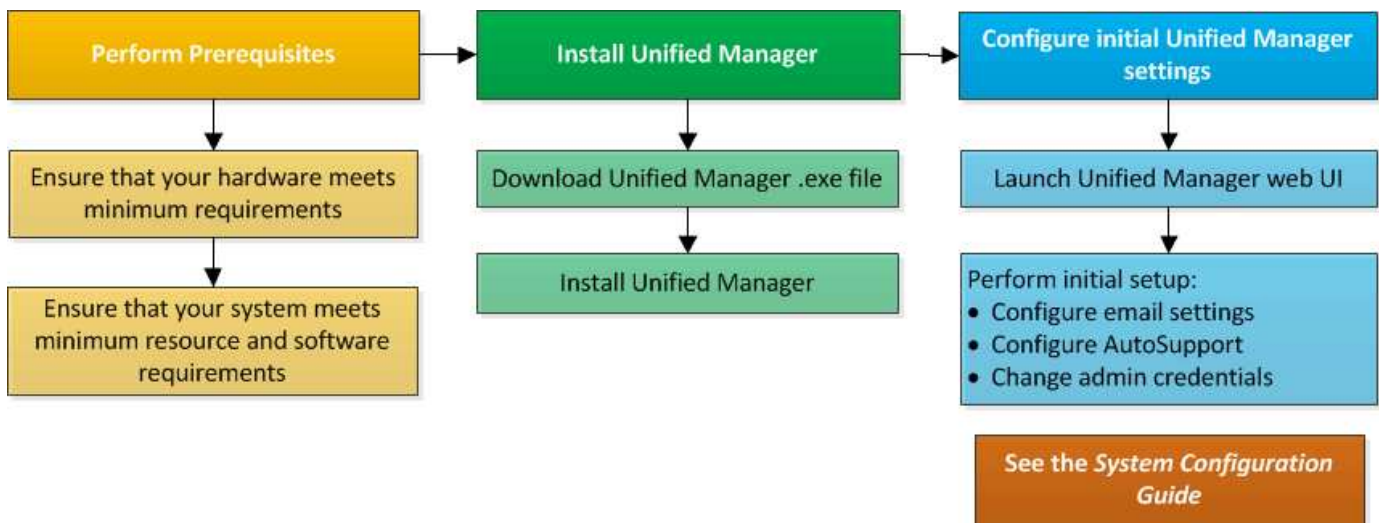 Perform Prerequisites
Ensure that your hardware meets
minimum requirements
Ensure that your system meets
minimum resource and software
requirements
Install Unified Manager
Download Unified Manager .exe file
Install Unified Manager
Configure initial Unified Manager
settings
Launch Unified Manager web UI
Perform initial setup:
• Configure email settings
• Configure AutoSupport
• Change admin credentials
See the System Configuration
Guide